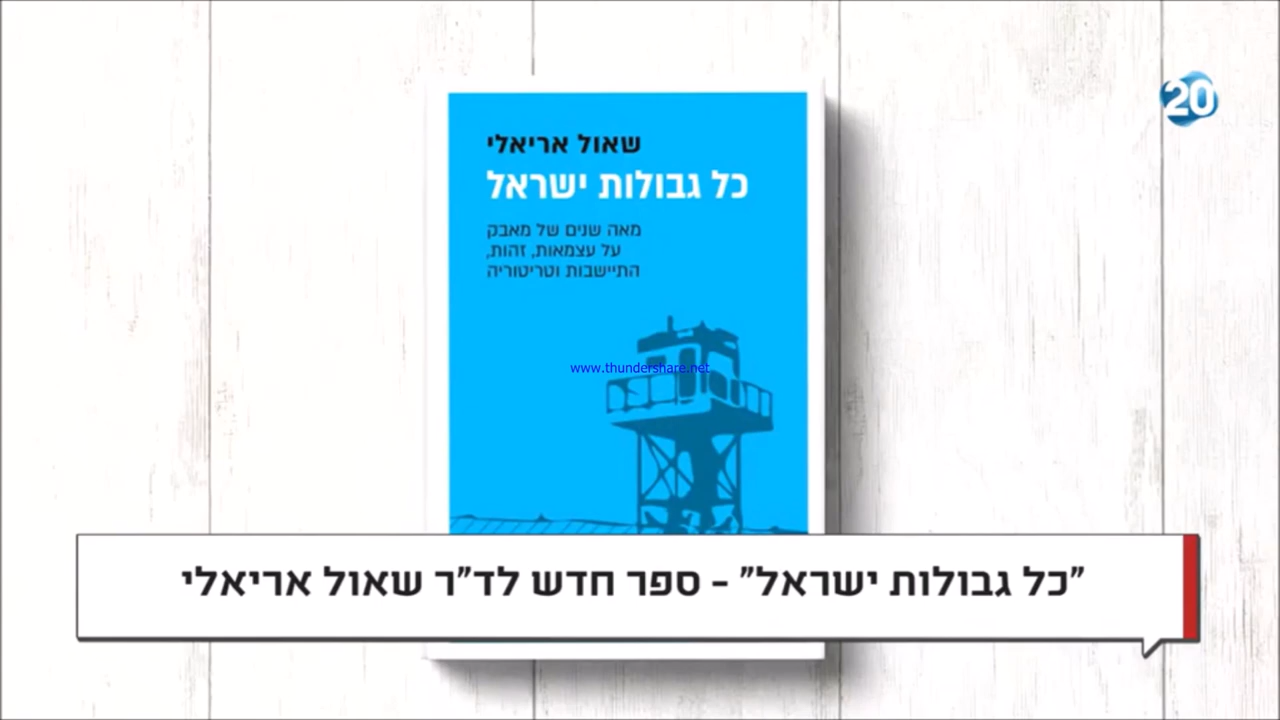 20
שאול אריאלי
כל גבולות ישראל
מאה שנים של מאבק
על עצמאות, זהות,
התיישבות וטריטוריה
www.thundershare.net
"כל גבולות ישראל" - ספר חדש לד"ר שאול אריאלי